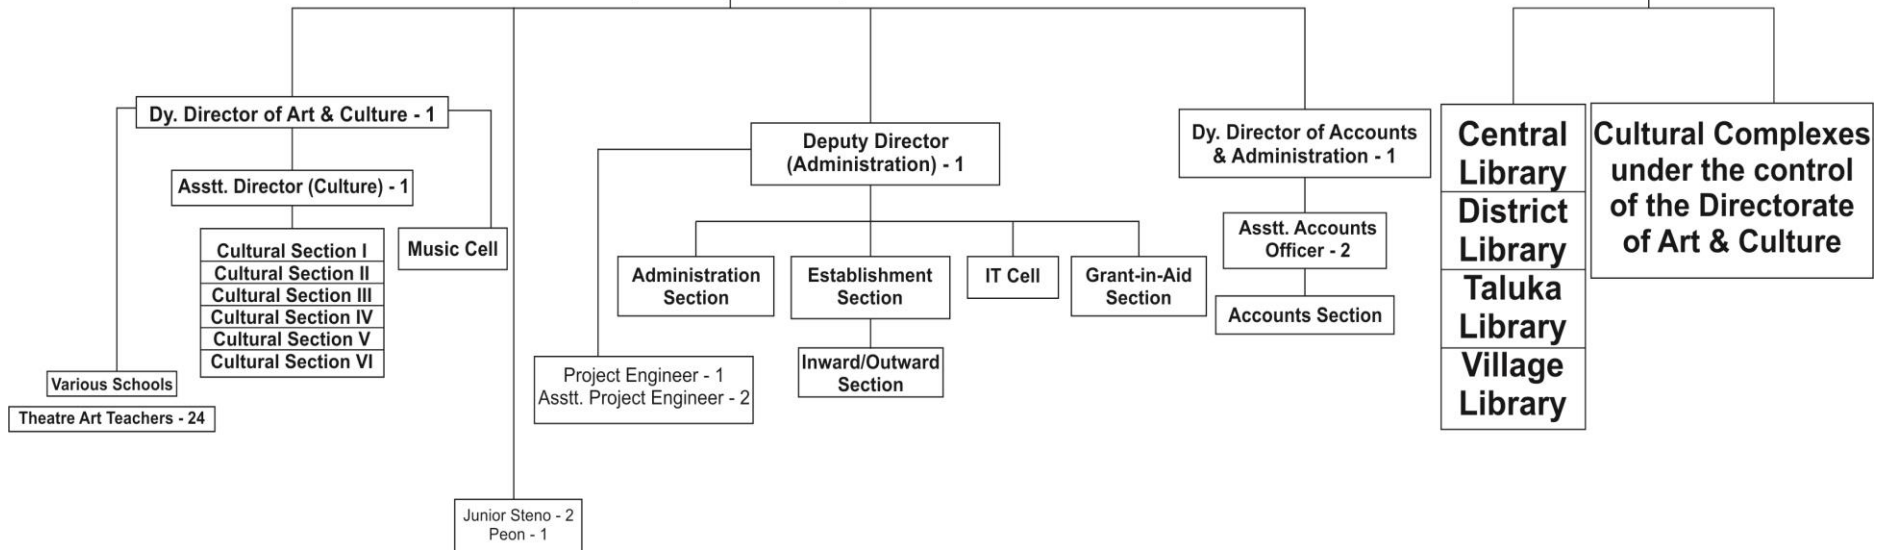 Dy. Director of Art & Culture - 1
Asstt. Director (Culture) - 1
Cultural Section I
Cultural Section II
Cultural Section III
Cultural Section IV
Cultural Section V
Cultural Section VI
Music Cell
Various Schools
Theatre Art Teachers - 24
Junior Steno - 2
Peon - 1
Deputy Director
(Administration) - 1
Administration
Section
Establishment
Section
IT Cell
Grant-in-Aid
Section
Inward/Outward
Section
Project Engineer - 1
Asstt. Project Engineer - 2
Dy. Director of Accounts
& Administration - 1
Asstt. Accounts
Officer - 2
Accounts Section
Central
Library
District
Library
Taluka
Library
Village
Library
Cultural Complexes
under the control
of the Directorate
of Art & Culture